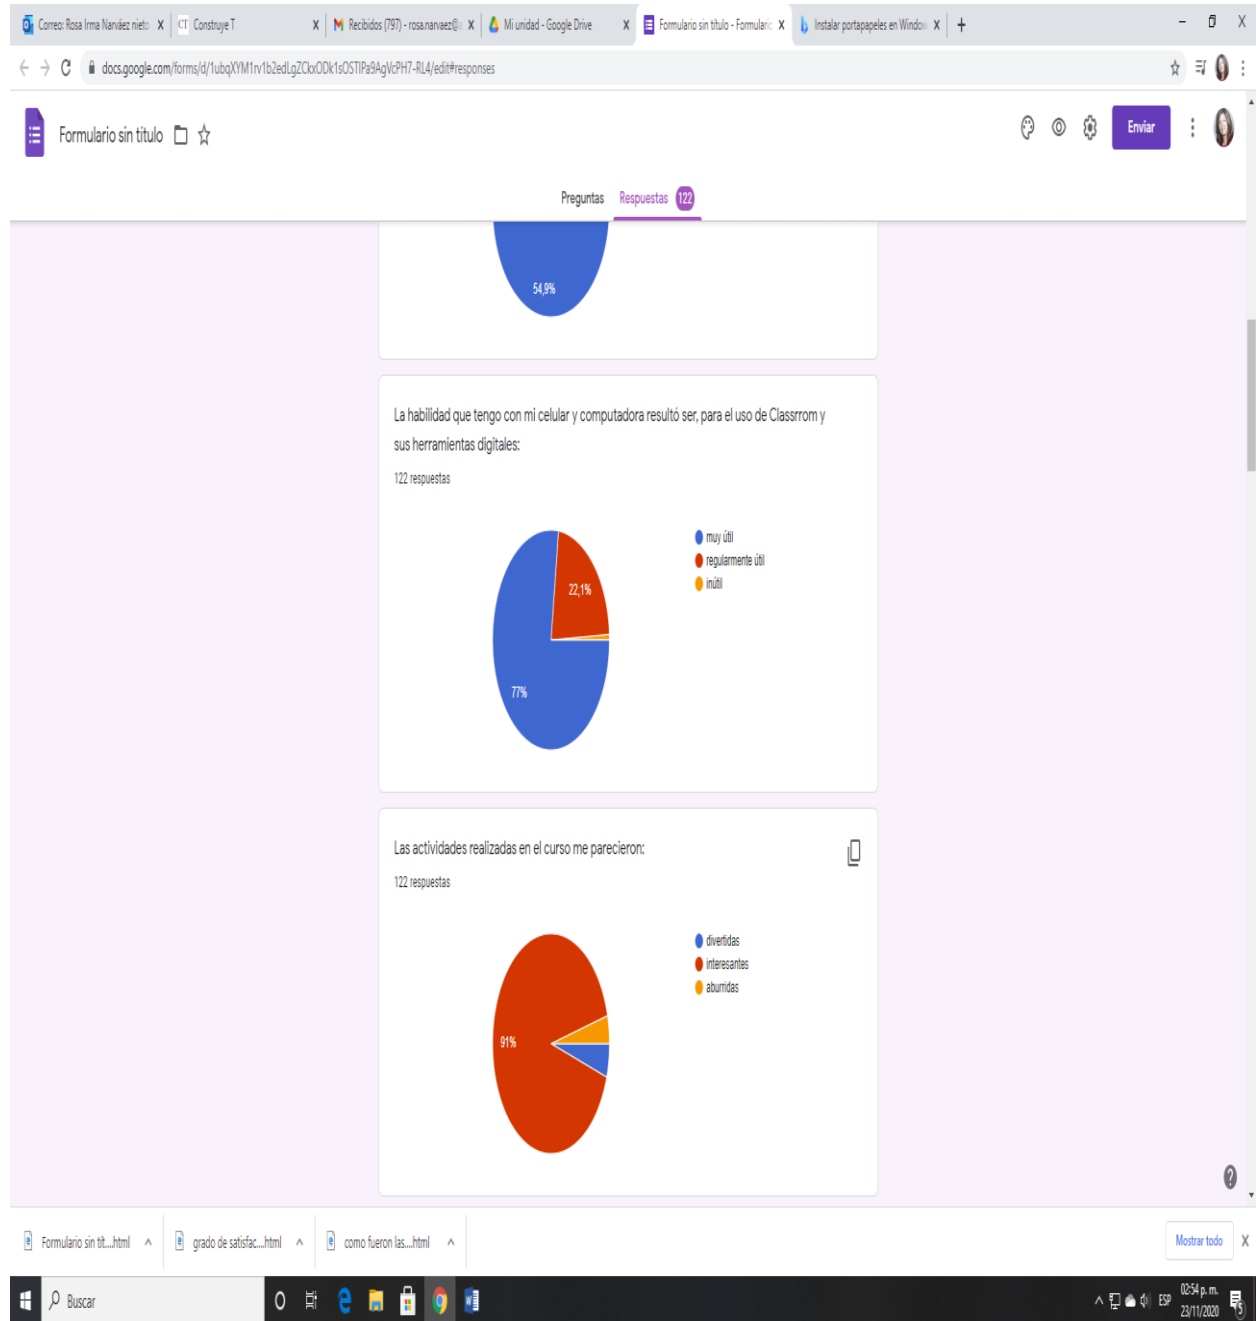 Correo: Rosa Irma Narváez nieto
Construye T
Recibidos (797) - rosa.narvaez@
Mi unidad - Google Drive
Formulario sin título - Formulario
Instalar portapapeles en Window
docs.google.com/forms/d/1ubqXYM1rv1b2edLgZCkxODk1sOSTIPa9AgVcPH7-RL4/edit#responses
Formulario sin título
Enviar
Preguntas Respuestas 122
54,9%
La habilidad que tengo con mi celular y computadora resultó ser, para el uso de Classrrom y
sus herramientas digitales:
122 respuestas
muy útil
regularmente útil
inútil
22,1%
77%
Las actividades realizadas en el curso me parecieron:
122 respuestas
divertidas
interesantes
aburridas
91%
Formulario sin tít....html
grado de satisfac....html
como fueron las....html
Mostrar todo
Buscar
ESP
02:54 p. m.
23/11/2020
5